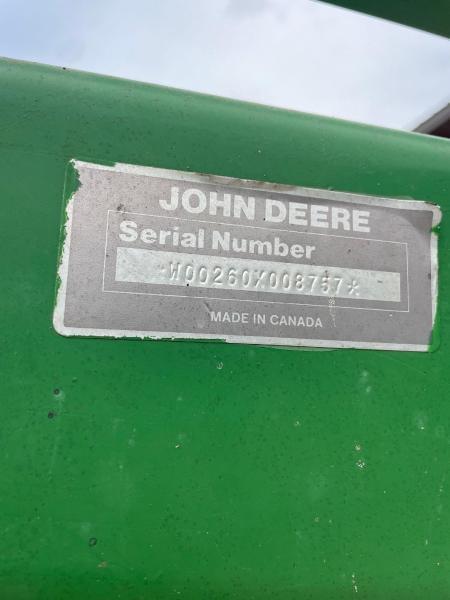 JOHN DEERE
Serial Number
*W00260X008757*
MADE IN CANADA